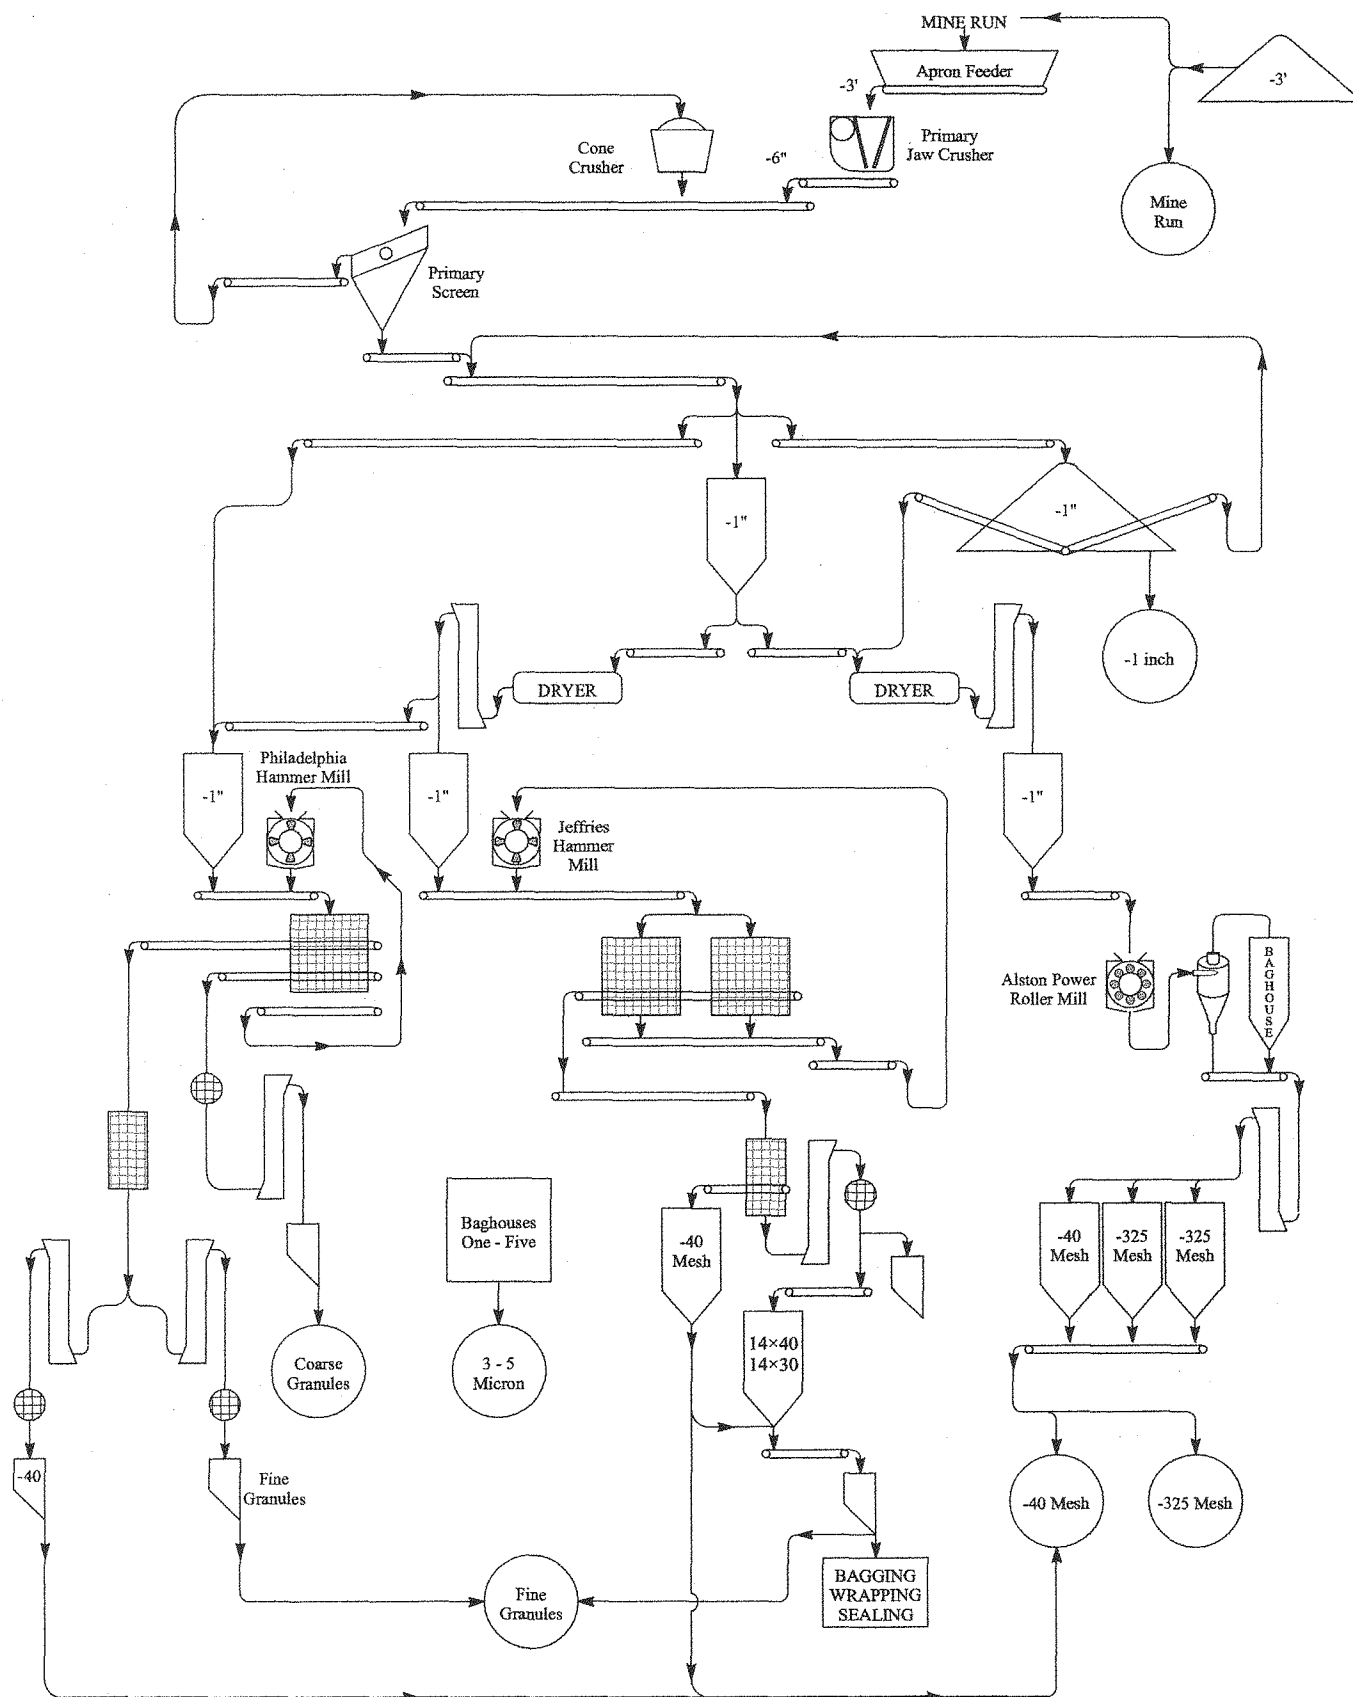 MINE RUN
Apron Feeder
-3'
-3'
Primary
Jaw Crusher
Cone
Crusher
-6"
Mine
Run
Primary
Screen
-1"
-1"
-1 inch
DRYER
DRYER
Philadelphia
Hammer Mill
-1"
-1"
Jeffries
Hammer
Mill
-1"
BAGHOUSE
Alston Power
Roller Mill
Baghouses
One - Five
-40
Mesh
-40
Mesh
-325
Mesh
-325
Mesh
14×40
14×30
Coarse
Granules
3 - 5
Micron
-40
Fine
Granules
-40 Mesh
-325 Mesh
Fine
Granules
BAGGING
WRAPPING
SEALING